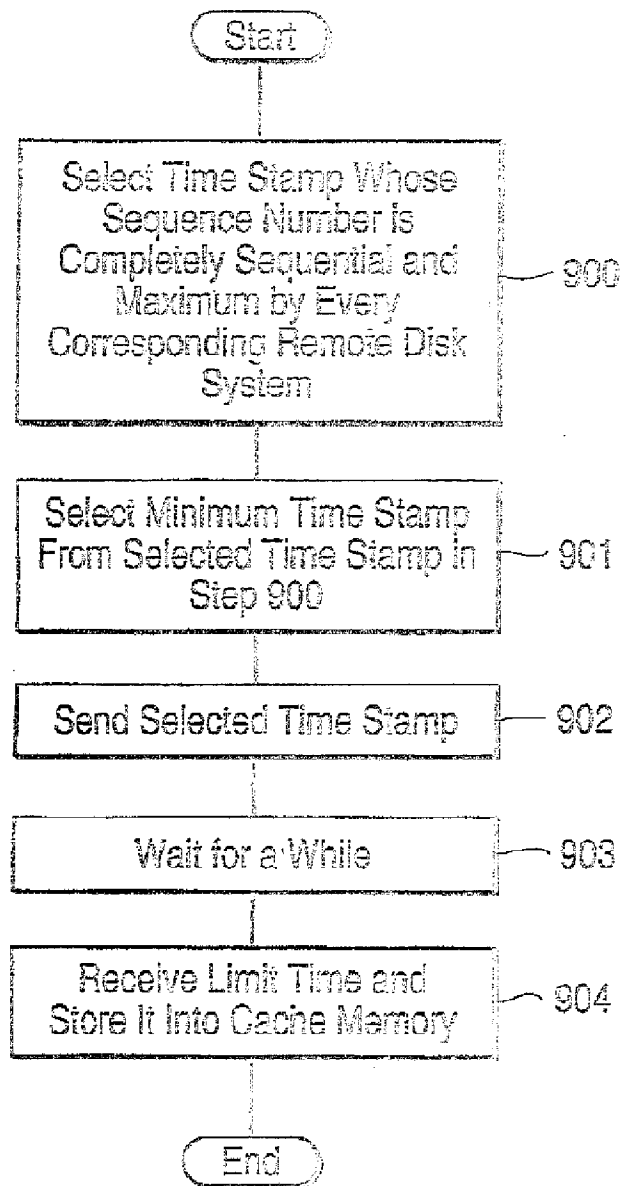 Start
Select Time Stamp Whose
Sequence Number is
Completely Sequential and
Maximum by Every
Corresponding Remote Disk
System
900
Select Minimum Time Stamp
From Selected Time Stamp in
Step 900
901
Send Selected Time Stamp
902
Wait for a While
903
Receive Limit Time and
Store It Into Cache Memory
904
End